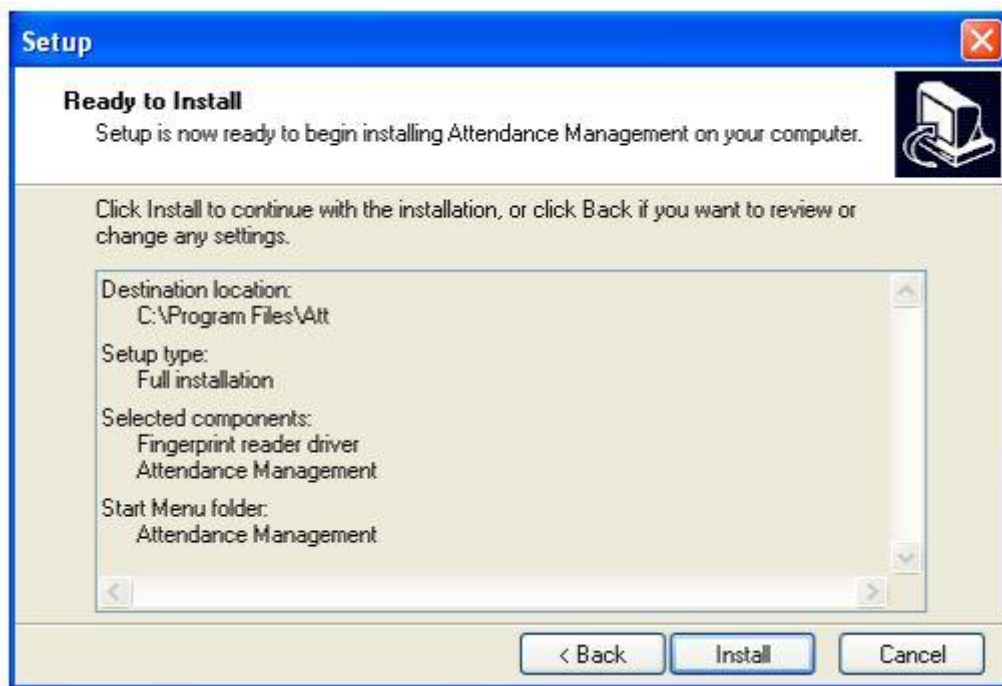 Setup
Ready to Install
Setup is now ready to begin installing Attendance Management on your computer.
Click Install to continue with the installation, or click Back if you want to review or
change any settings.
Destination location:
C:\Program Files\Att
Setup type:
Full installation
Selected components:
Fingerprint reader driver
Attendance Management
Start Menu folder:
Attendance Management
< Back
Install
Cancel